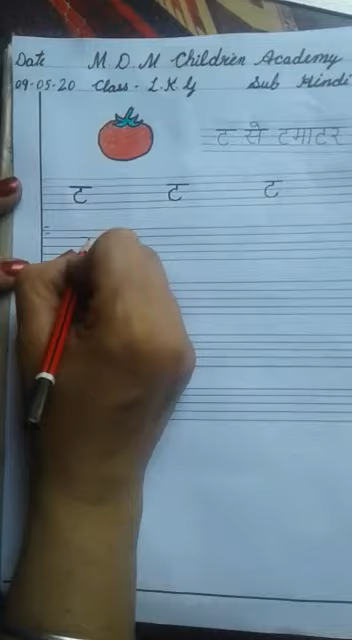 Date M. D. M Children Academy
09-05-20 Class - L.K.G Sub Hindi
ट से टमाटर
ट ट ट